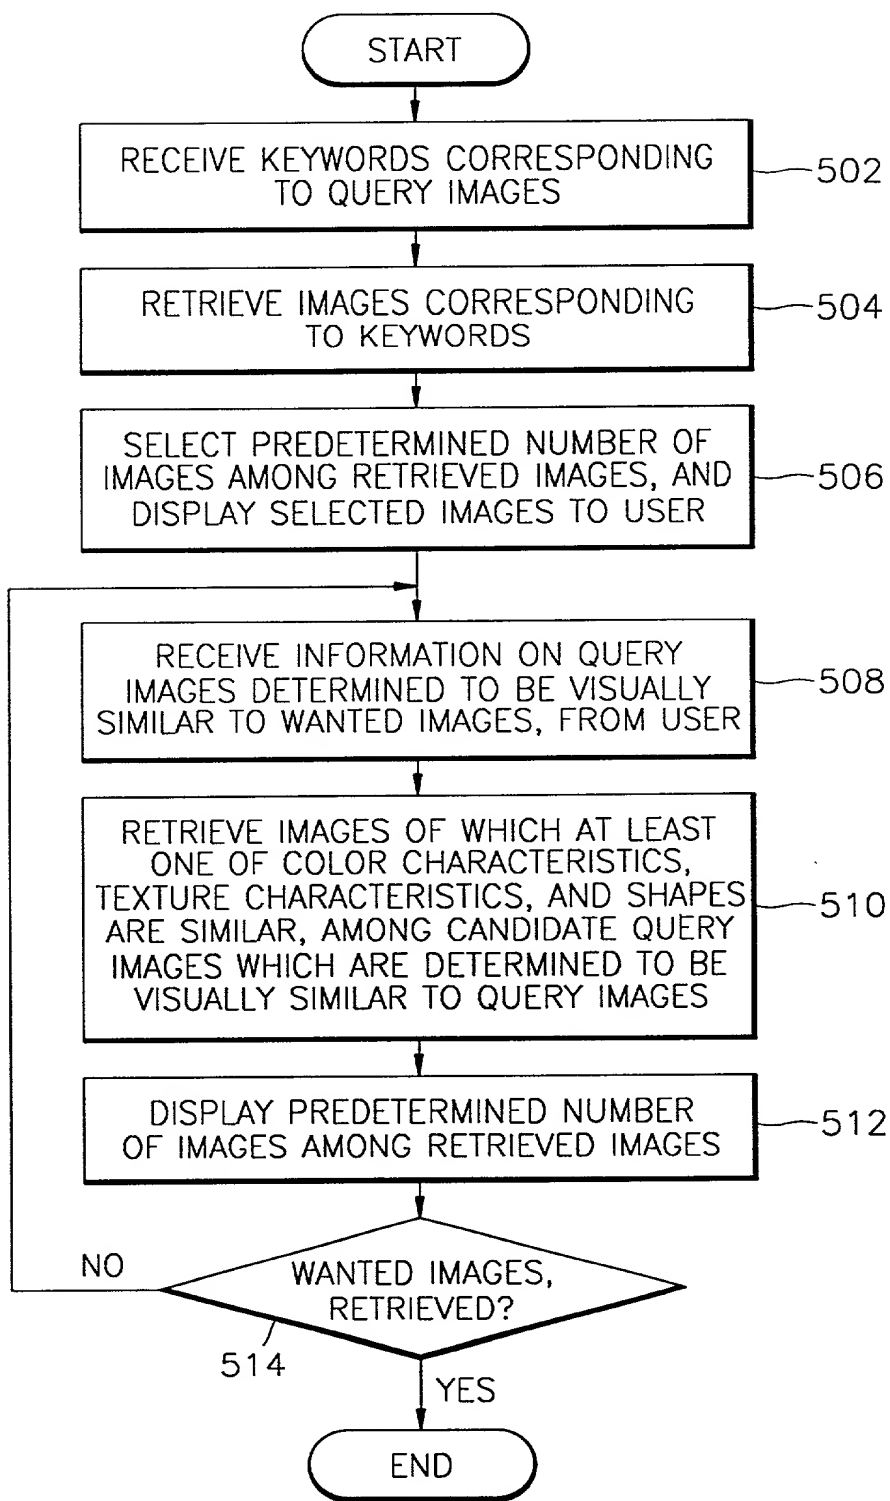 START
RECEIVE KEYWORDS CORRESPONDING
TO QUERY IMAGES
502
RETRIEVE IMAGES CORRESPONDING
TO KEYWORDS
504
SELECT PREDETERMINED NUMBER OF
IMAGES AMONG RETRIEVED IMAGES, AND
DISPLAY SELECTED IMAGES TO USER
506
RECEIVE INFORMATION ON QUERY
IMAGES DETERMINED TO BE VISUALLY
SIMILAR TO WANTED IMAGES, FROM USER
508
RETRIEVE IMAGES OF WHICH AT LEAST
ONE OF COLOR CHARACTERISTICS,
TEXTURE CHARACTERISTICS, AND SHAPES
ARE SIMILAR, AMONG CANDIDATE QUERY
IMAGES WHICH ARE DETERMINED TO BE
VISUALLY SIMILAR TO QUERY IMAGES
510
DISPLAY PREDETERMINED NUMBER
OF IMAGES AMONG RETRIEVED IMAGES
512
NO
WANTED IMAGES,
RETRIEVED?
514
YES
END